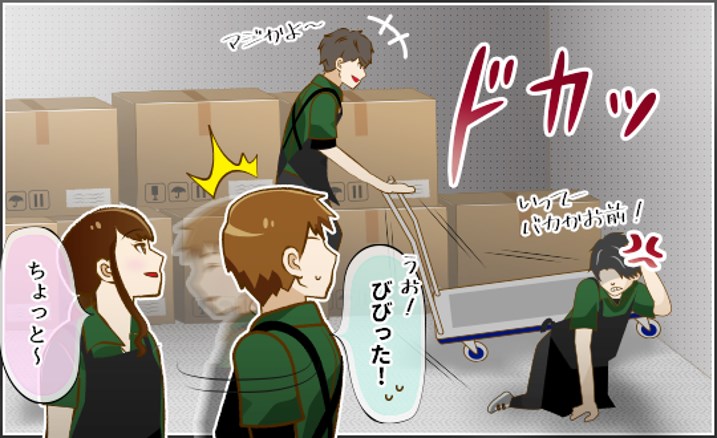 マジかよ～
ドカッ
いってー
バカかお前！
うお！
びびった！
ちょっと～